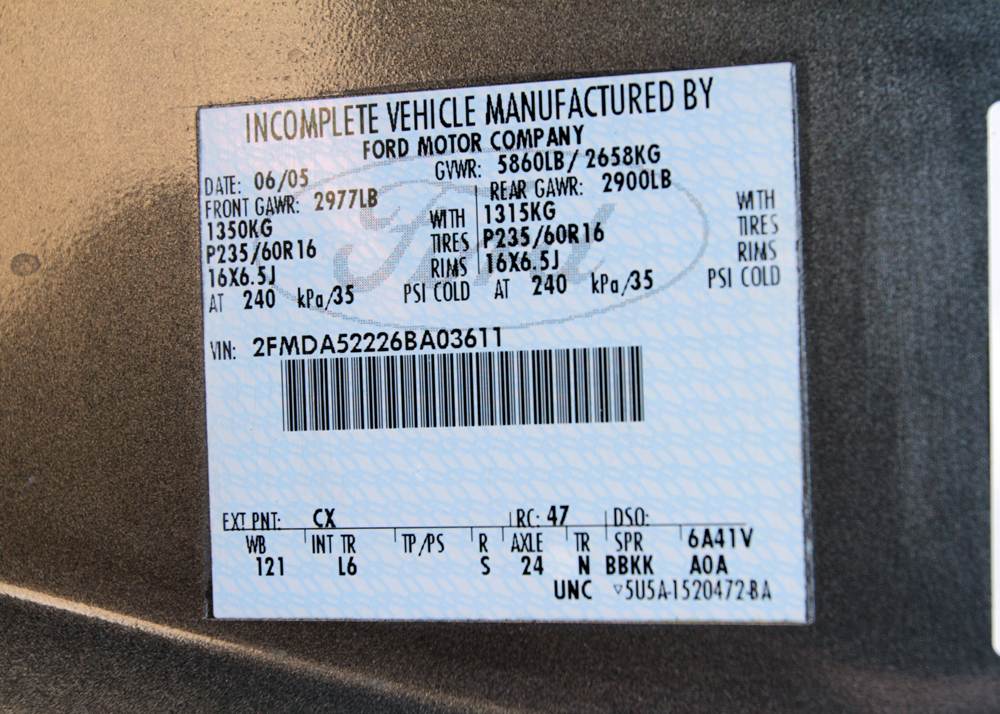 INCOMPLETE VEHICLE MANUFACTURED BY
FORD MOTOR COMPANY
DATE: 06/05 GVWR: 5860LB/ 2658KG
FRONT GAWR: 2977LB REAR GAWR: 2900LB
1350KG WITH 1315KG WITH
P235/60R16 TIRES P235/60R16 TIRES
16X6.5J RIMS 16X6.5J RIMS
AT 240 kPa/35 PSI COLD AT 240 kPa/35 PSI COLD
Ford
VIN: 2FMDA52226BA03611
EXT PNT: CX RC: 47 DSO:
WB INT TR TP/PS R AXLE TR SPR 6A41V
121 L6 S 24 N BBKK A0A
UNC ▽5U5A-1520472-BA